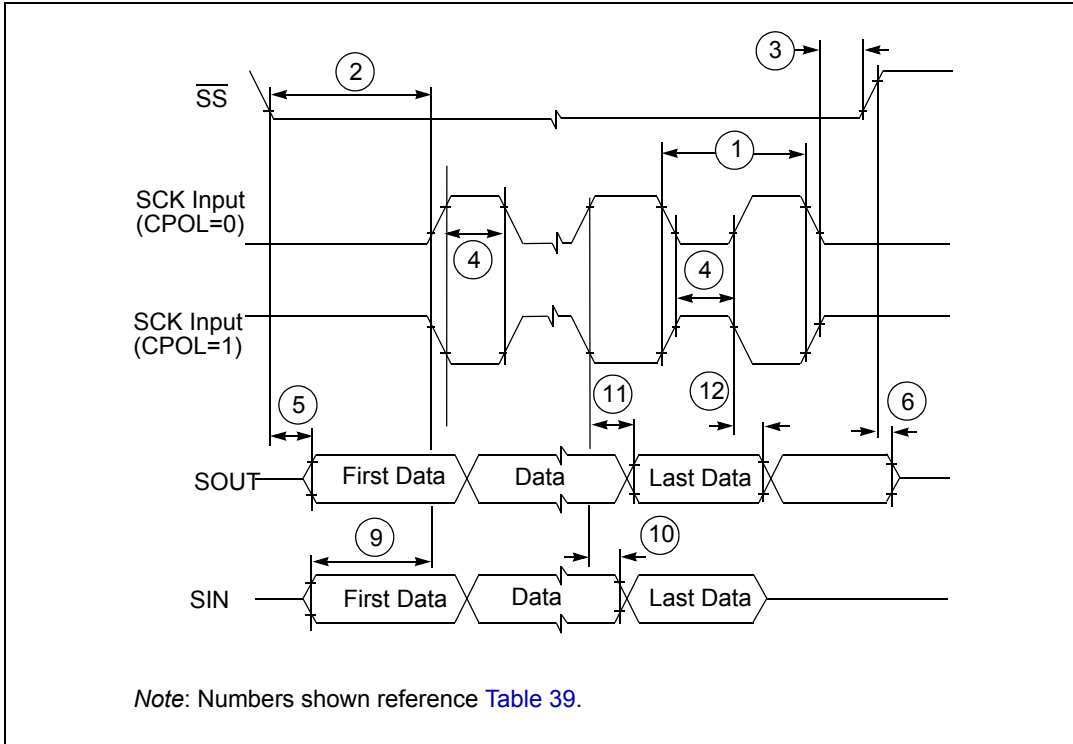 3
2
SS
1
SCK Input
(CPOL=0)
4
4
SCK Input
(CPOL=1)
11
12
5
6
First Data
Data
Last Data
SOUT
10
9
First Data
Data
Last Data
SIN
Note: Numbers shown reference Table 39.